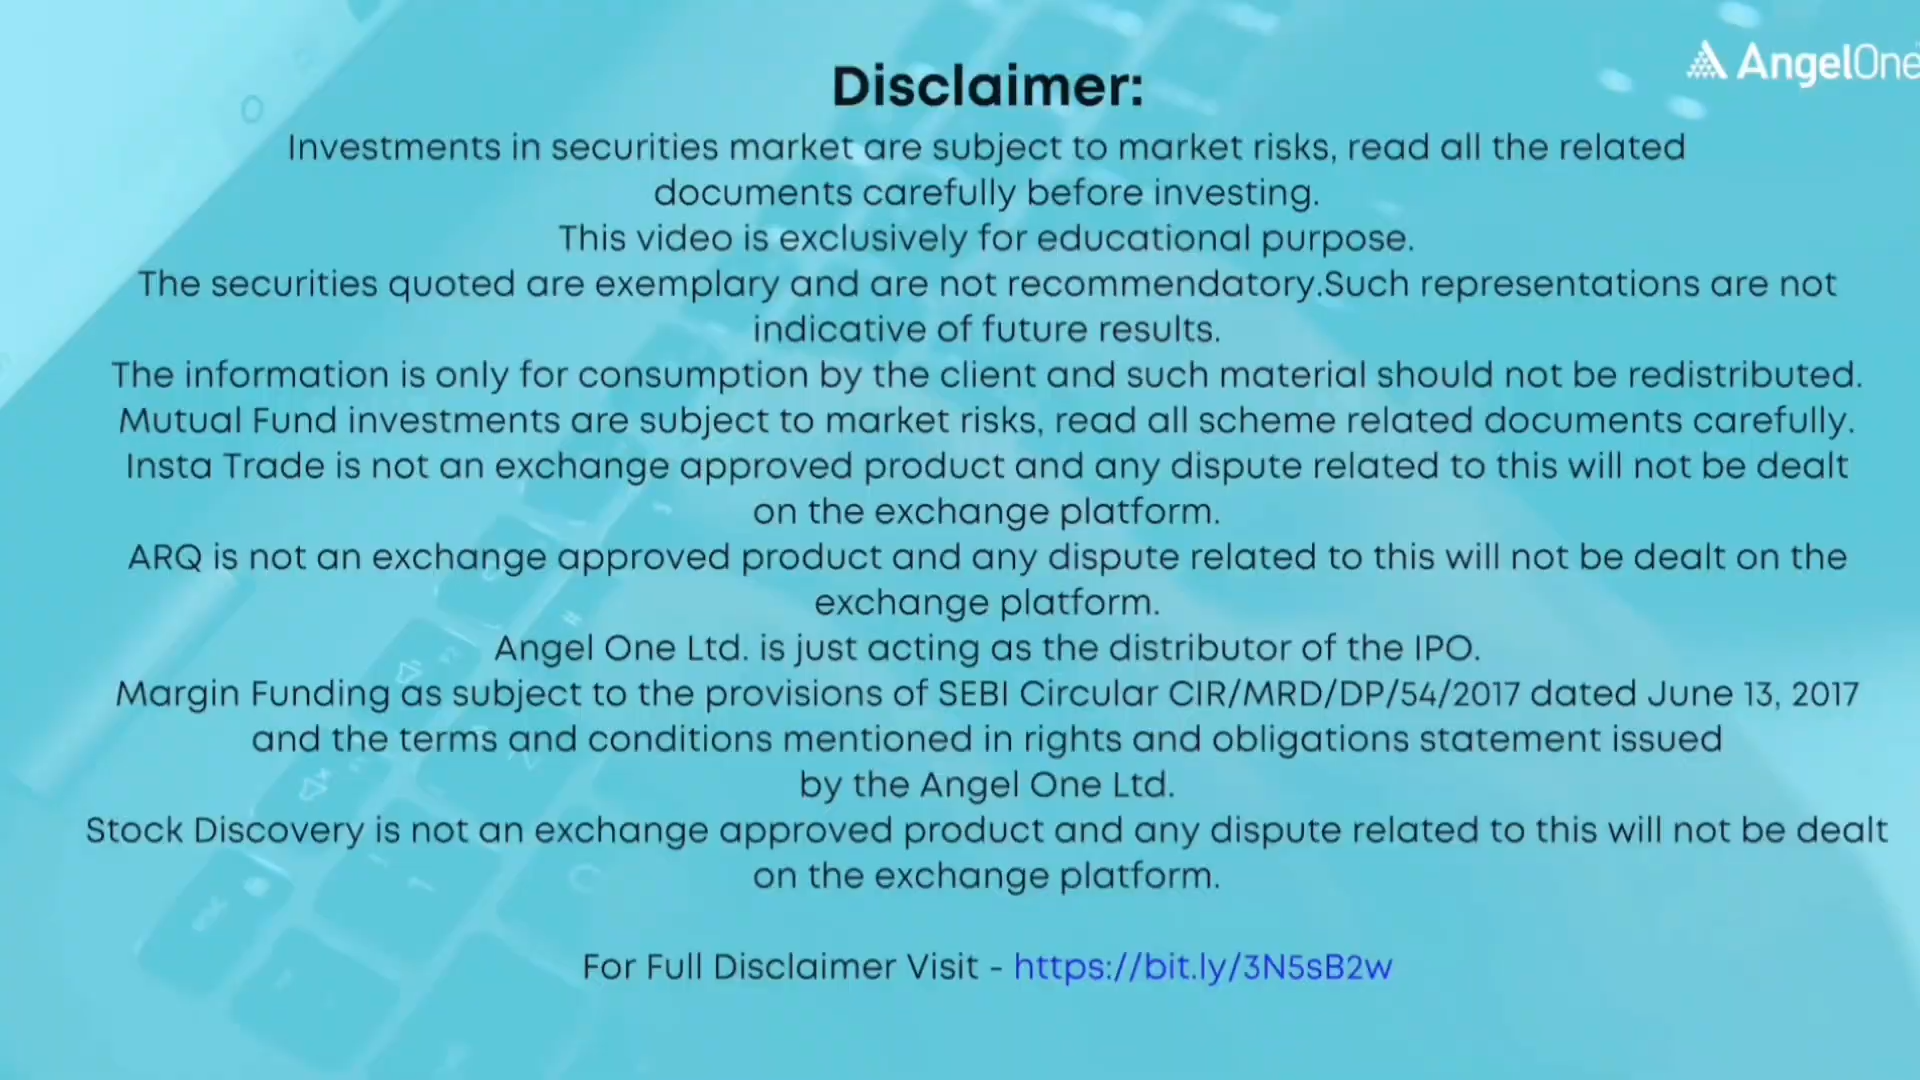 AngelOne
Disclaimer:
Investments in securities market are subject to market risks, read all the related
documents carefully before investing.
This video is exclusively for educational purpose.
The securities quoted are exemplary and are not recommendatory.Such representations are not
indicative of future results.
The information is only for consumption by the client and such material should not be redistributed.
Mutual Fund investments are subject to market risks, read all scheme related documents carefully.
Insta Trade is not an exchange approved product and any dispute related to this will not be dealt
on the exchange platform.
ARQ is not an exchange approved product and any dispute related to this will not be dealt on the
exchange platform.
Angel One Ltd. is just acting as the distributor of the IPO.
Margin Funding as subject to the provisions of SEBI Circular CIR/MRD/DP/54/2017 dated June 13, 2017
and the terms and conditions mentioned in rights and obligations statement issued
by the Angel One Ltd.
Stock Discovery is not an exchange approved product and any dispute related to this will not be dealt
on the exchange platform.
For Full Disclaimer Visit - https://bit.ly/3N5sB2w